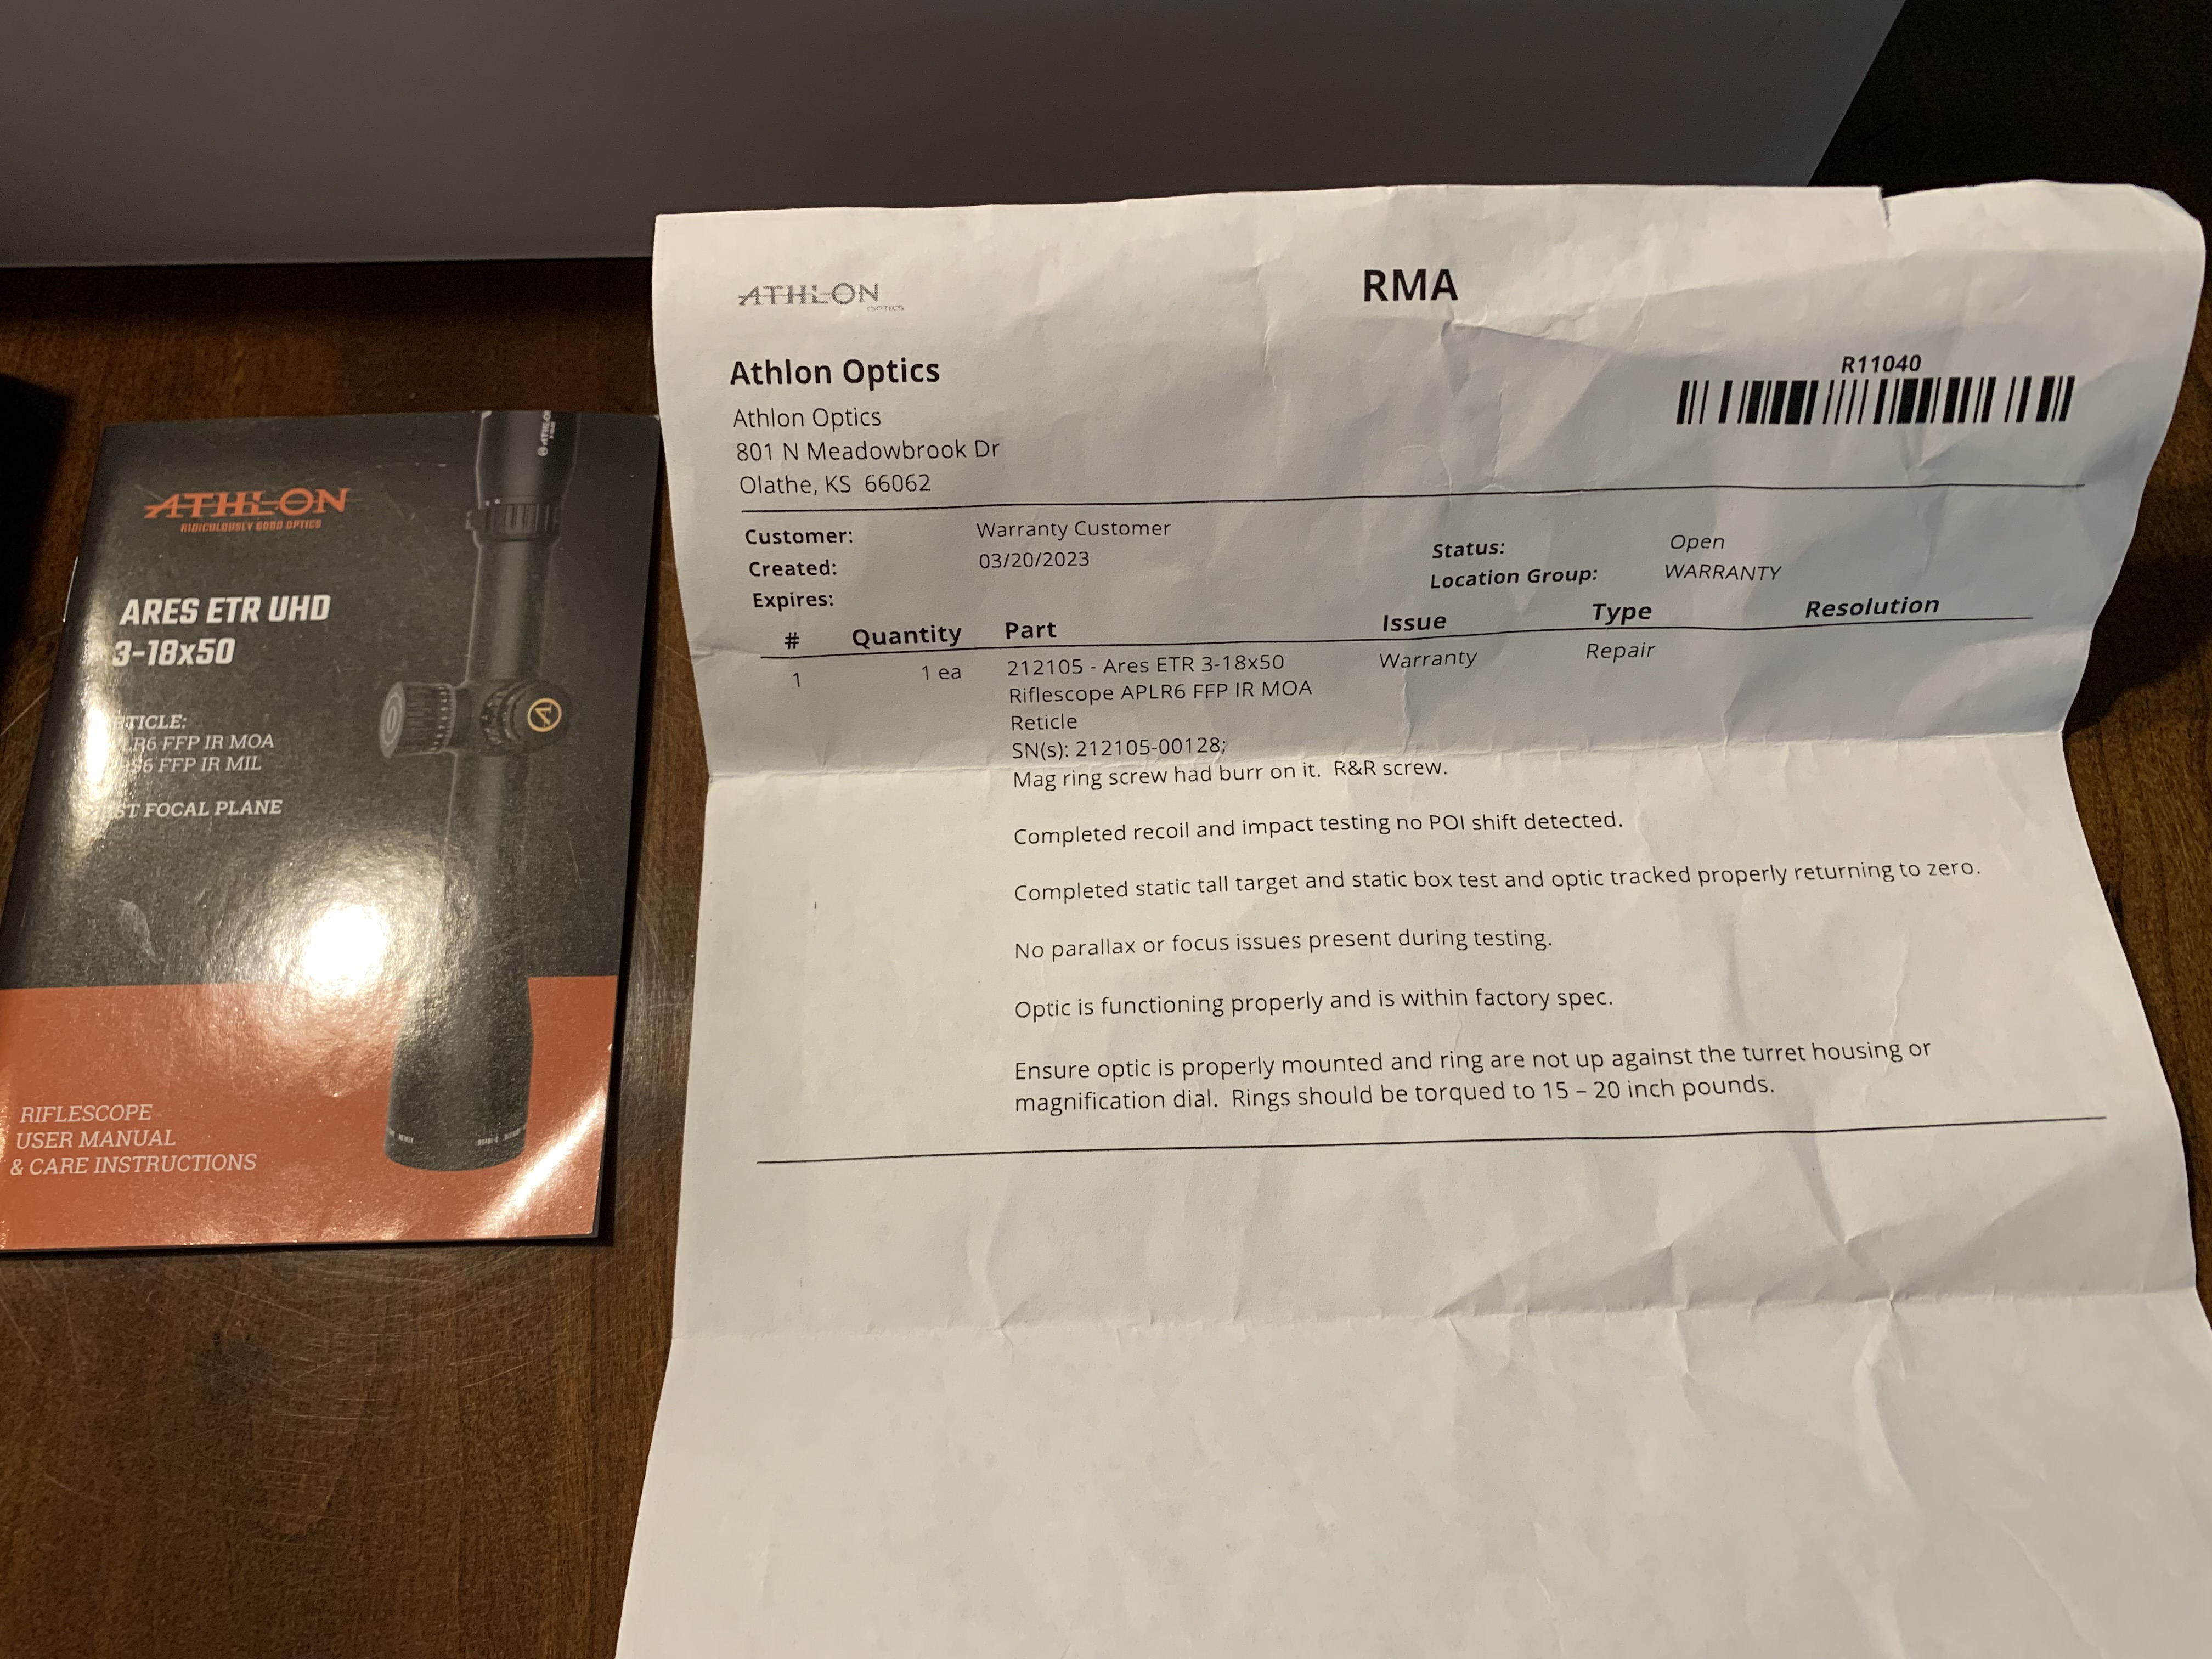 ATHLON
RIDICULOUSLY GOOD OPTICS
ARES ETR UHD
3-18x50
TICLE:
LR6 FFP IR MOA
S6 FFP IR MIL
ST FOCAL PLANE
RIFLESCOPE
USER MANUAL
& CARE INSTRUCTIONS
ATHLON
OPTICS
RMA
R11040
Athlon Optics
Athlon Optics
801 N Meadowbrook Dr
Olathe, KS 66062
Customer: Warranty Customer
Created: 03/20/2023
Expires:
Status: Open
Location Group: WARRANTY
# Quantity Part Issue Type Resolution
1 1 ea 212105 - Ares ETR 3-18x50 Warranty Repair
Riflescope APLR6 FFP IR MOA
Reticle
SN(s): 212105-00128;
Mag ring screw had burr on it. R&R screw.
Completed recoil and impact testing no POI shift detected.
Completed static tall target and static box test and optic tracked properly returning to zero.
No parallax or focus issues present during testing.
Optic is functioning properly and is within factory spec.
Ensure optic is properly mounted and ring are not up against the turret housing or
magnification dial. Rings should be torqued to 15 – 20 inch pounds.